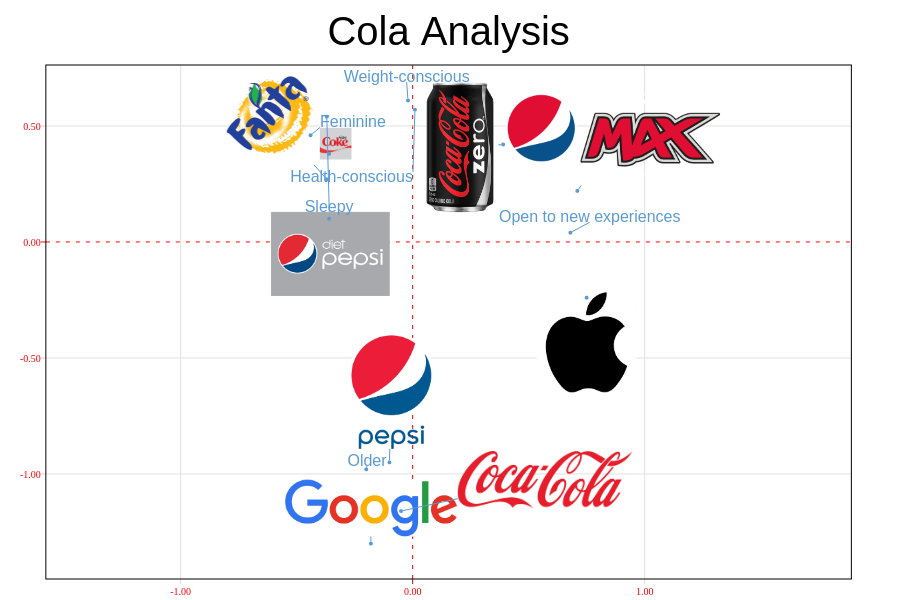 Cola Analysis
Weight-conscious
Fanta
Feminine
Coke
Coca-Cola
zero
MAX
0.50
Health-conscious
Sleepy
Open to new experiences
0.00
diet
pepsi
-0.50
pepsi
Older
-1.00
Google
Coca-Cola
-1.00
0.00
1.00